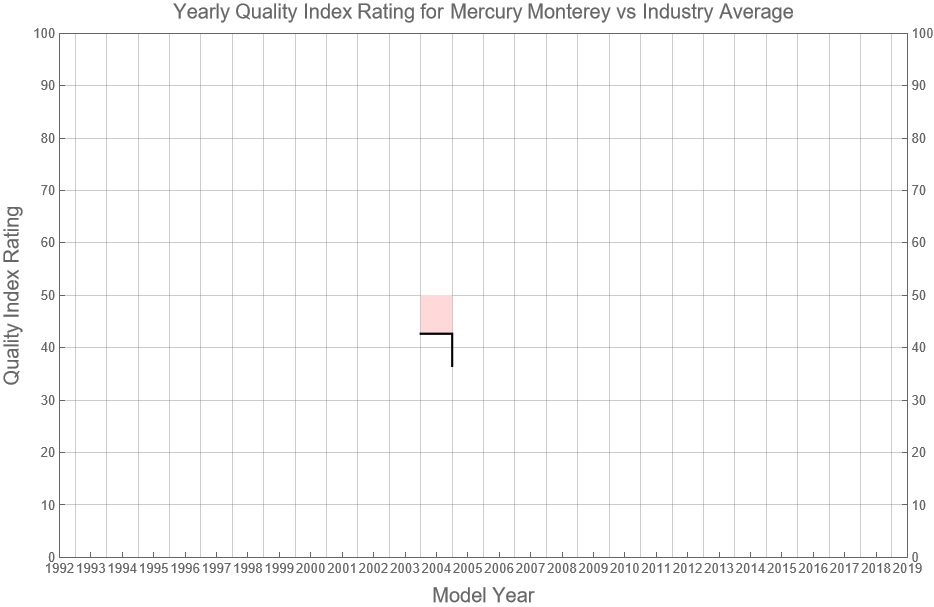 Yearly Quality Index Rating for Mercury Monterey vs Industry Average
100 100
90 90
80 80
70 70
60 60
50 50
40 40
30 30
20 20
10 10
0 0
Quality Index Rating
1992 1993 1994 1995 1996 1997 1998 1999 2000 2001 2002 2003 2004 2005 2006 2007 2008 2009 2010 2011 2012 2013 2014 2015 2016 2017 2018 2019
Model Year